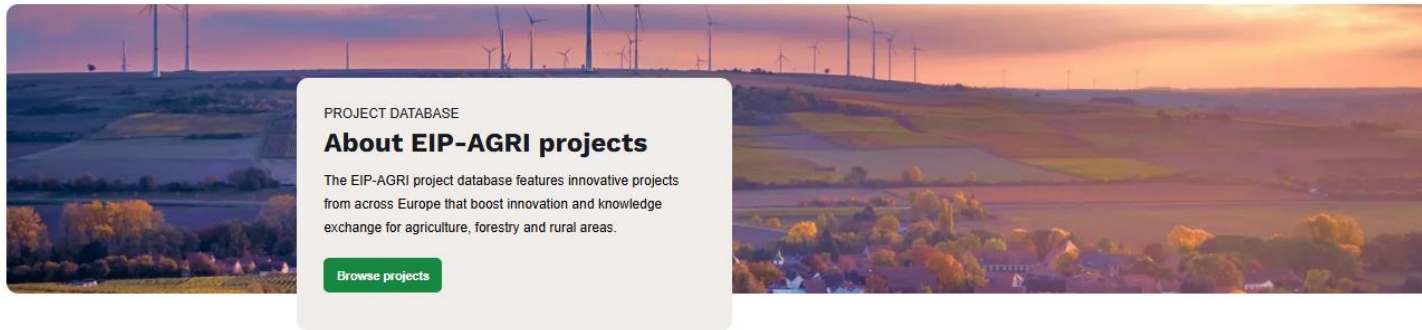 PROJECT DATABASE
About EIP-AGRI projects
The EIP-AGRI project database features innovative projects
from across Europe that boost innovation and knowledge
exchange for agriculture, forestry and rural areas.
Browse projects